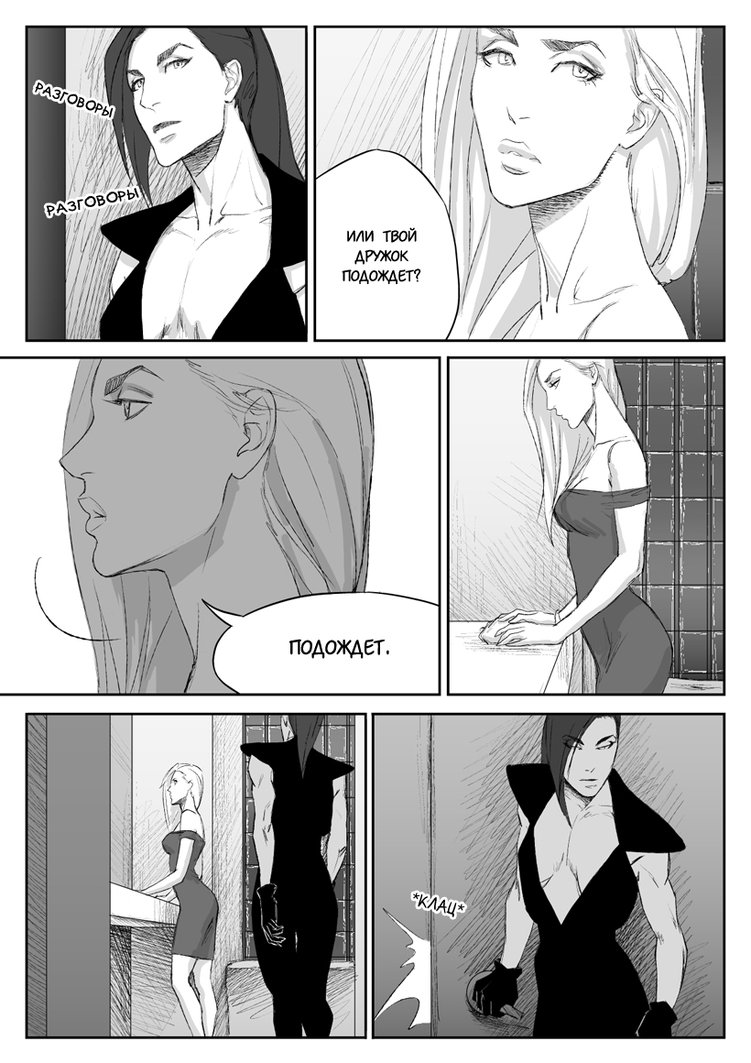 РАЗГОВОРЫ
РАЗГОВОРЫ
ИЛИ ТВОЙ
ДРУЖОК
ПОДОЖДЕТ?
ПОДОЖДЕТ.
*КЛАЦ*